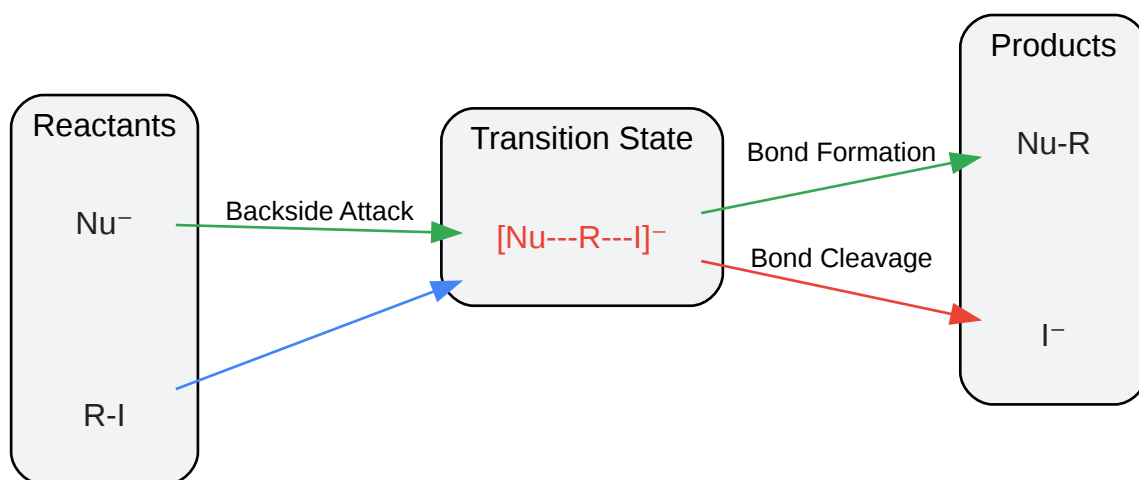 Reactants
Nu⁻
R-I
Backside Attack
Transition State
[Nu---R---I]⁻
Bond Formation
Bond Cleavage
Products
Nu-R
I⁻